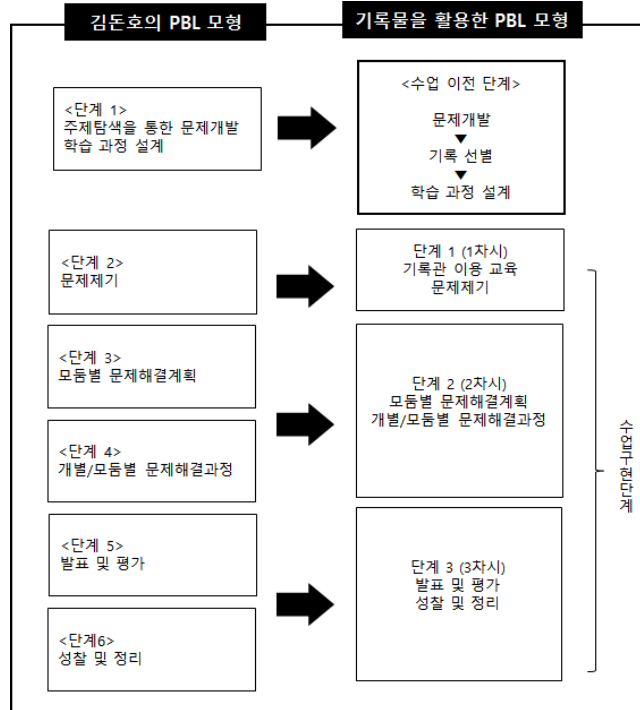 김돈호의 PBL 모형
기록물을 활용한 PBL 모형
<단계 1>
주제탐색을 통한 문제개발
학습 과정 설계
<수업 이전 단계>
문제개발
▼
기록 선별
▼
학습 과정 설계
<단계 2>
문제제기
단계 1 (1차시)
기록관 이용 교육
문제제기
<단계 3>
모둠별 문제해결계획
<단계 4>
개별/모둠별 문제해결과정
단계 2 (2차시)
모둠별 문제해결계획
개별/모둠별 문제해결과정
<단계 5>
발표 및 평가
<단계6>
성찰 및 정리
단계 3 (3차시)
발표 및 평가
성찰 및 정리
수업구현단계